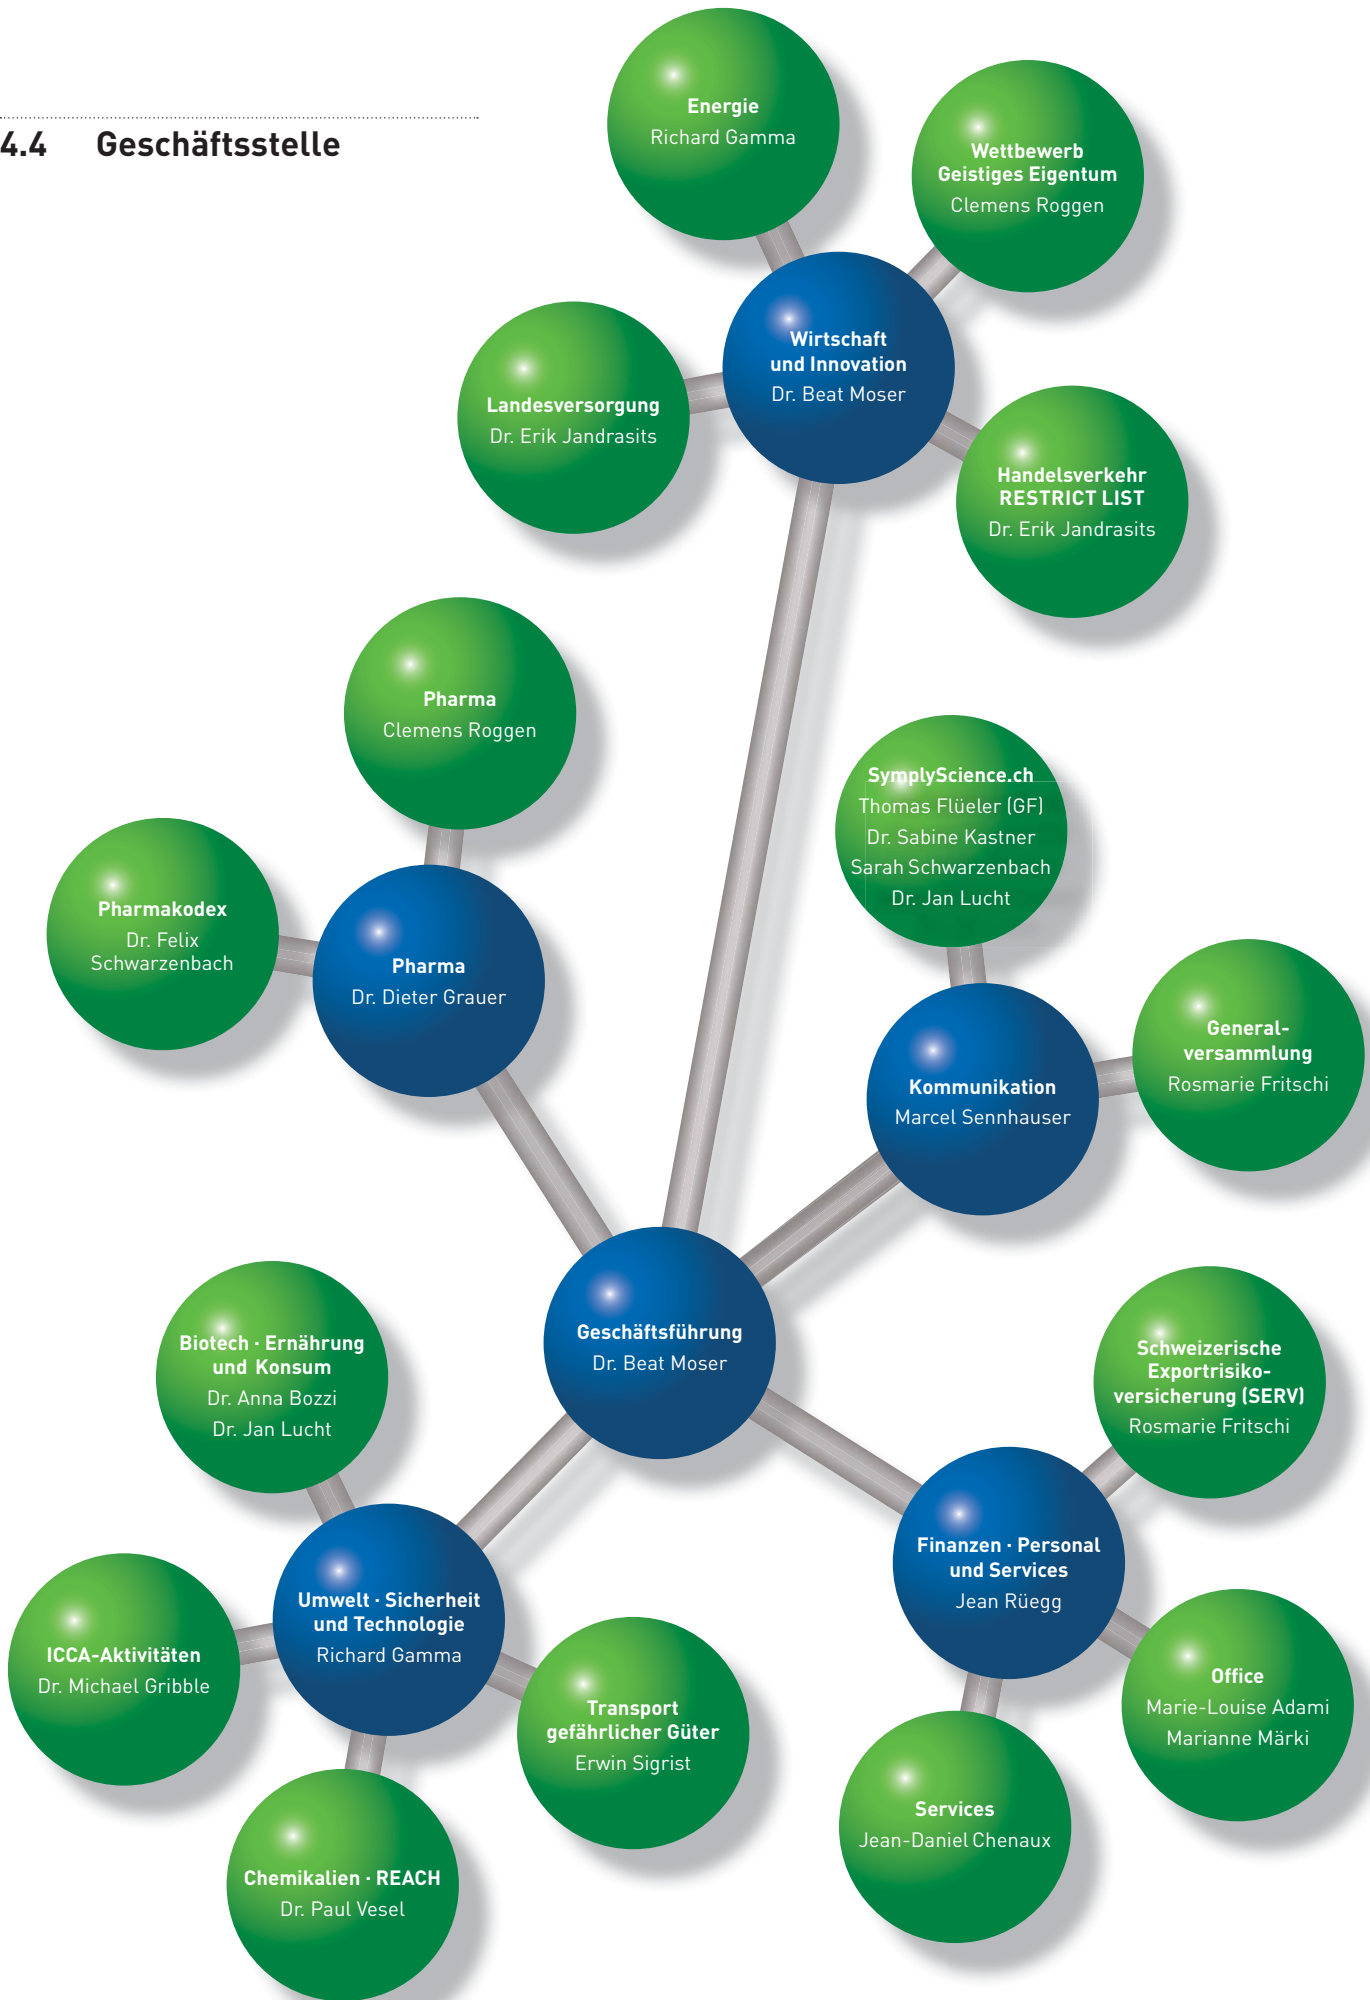 4.4 Geschäftsstelle
Energie
Richard Gamma
Wettbewerb
Geistiges Eigentum
Clemens Roggen
Wirtschaft
und Innovation
Dr. Beat Moser
Landesversorgung
Dr. Erik Jandrasits
Handelsverkehr
RESTRICT LIST
Dr. Erik Jandrasits
Pharma
Clemens Roggen
SymplyScience.ch
Thomas Flüeler (GF)
Dr. Sabine Kastner
Sarah Schwarzenbach
Dr. Jan Lucht
Pharmakodex
Dr. Felix
Schwarzenbach
Pharma
Dr. Dieter Grauer
General-
versammlung
Rosmarie Fritschi
Kommunikation
Marcel Sennhauser
Geschäftsführung
Dr. Beat Moser
Biotech · Ernährung
und Konsum
Dr. Anna Bozzi
Dr. Jan Lucht
Schweizerische
Exportrisiko-
versicherung (SERV)
Rosmarie Fritschi
Finanzen · Personal
und Services
Jean Rüegg
Umwelt · Sicherheit
und Technologie
Richard Gamma
ICCA-Aktivitäten
Dr. Michael Gribble
Transport
gefährlicher Güter
Erwin Sigrist
Office
Marie-Louise Adami
Marianne Märki
Services
Jean-Daniel Chenaux
Chemikalien · REACH
Dr. Paul Vesel